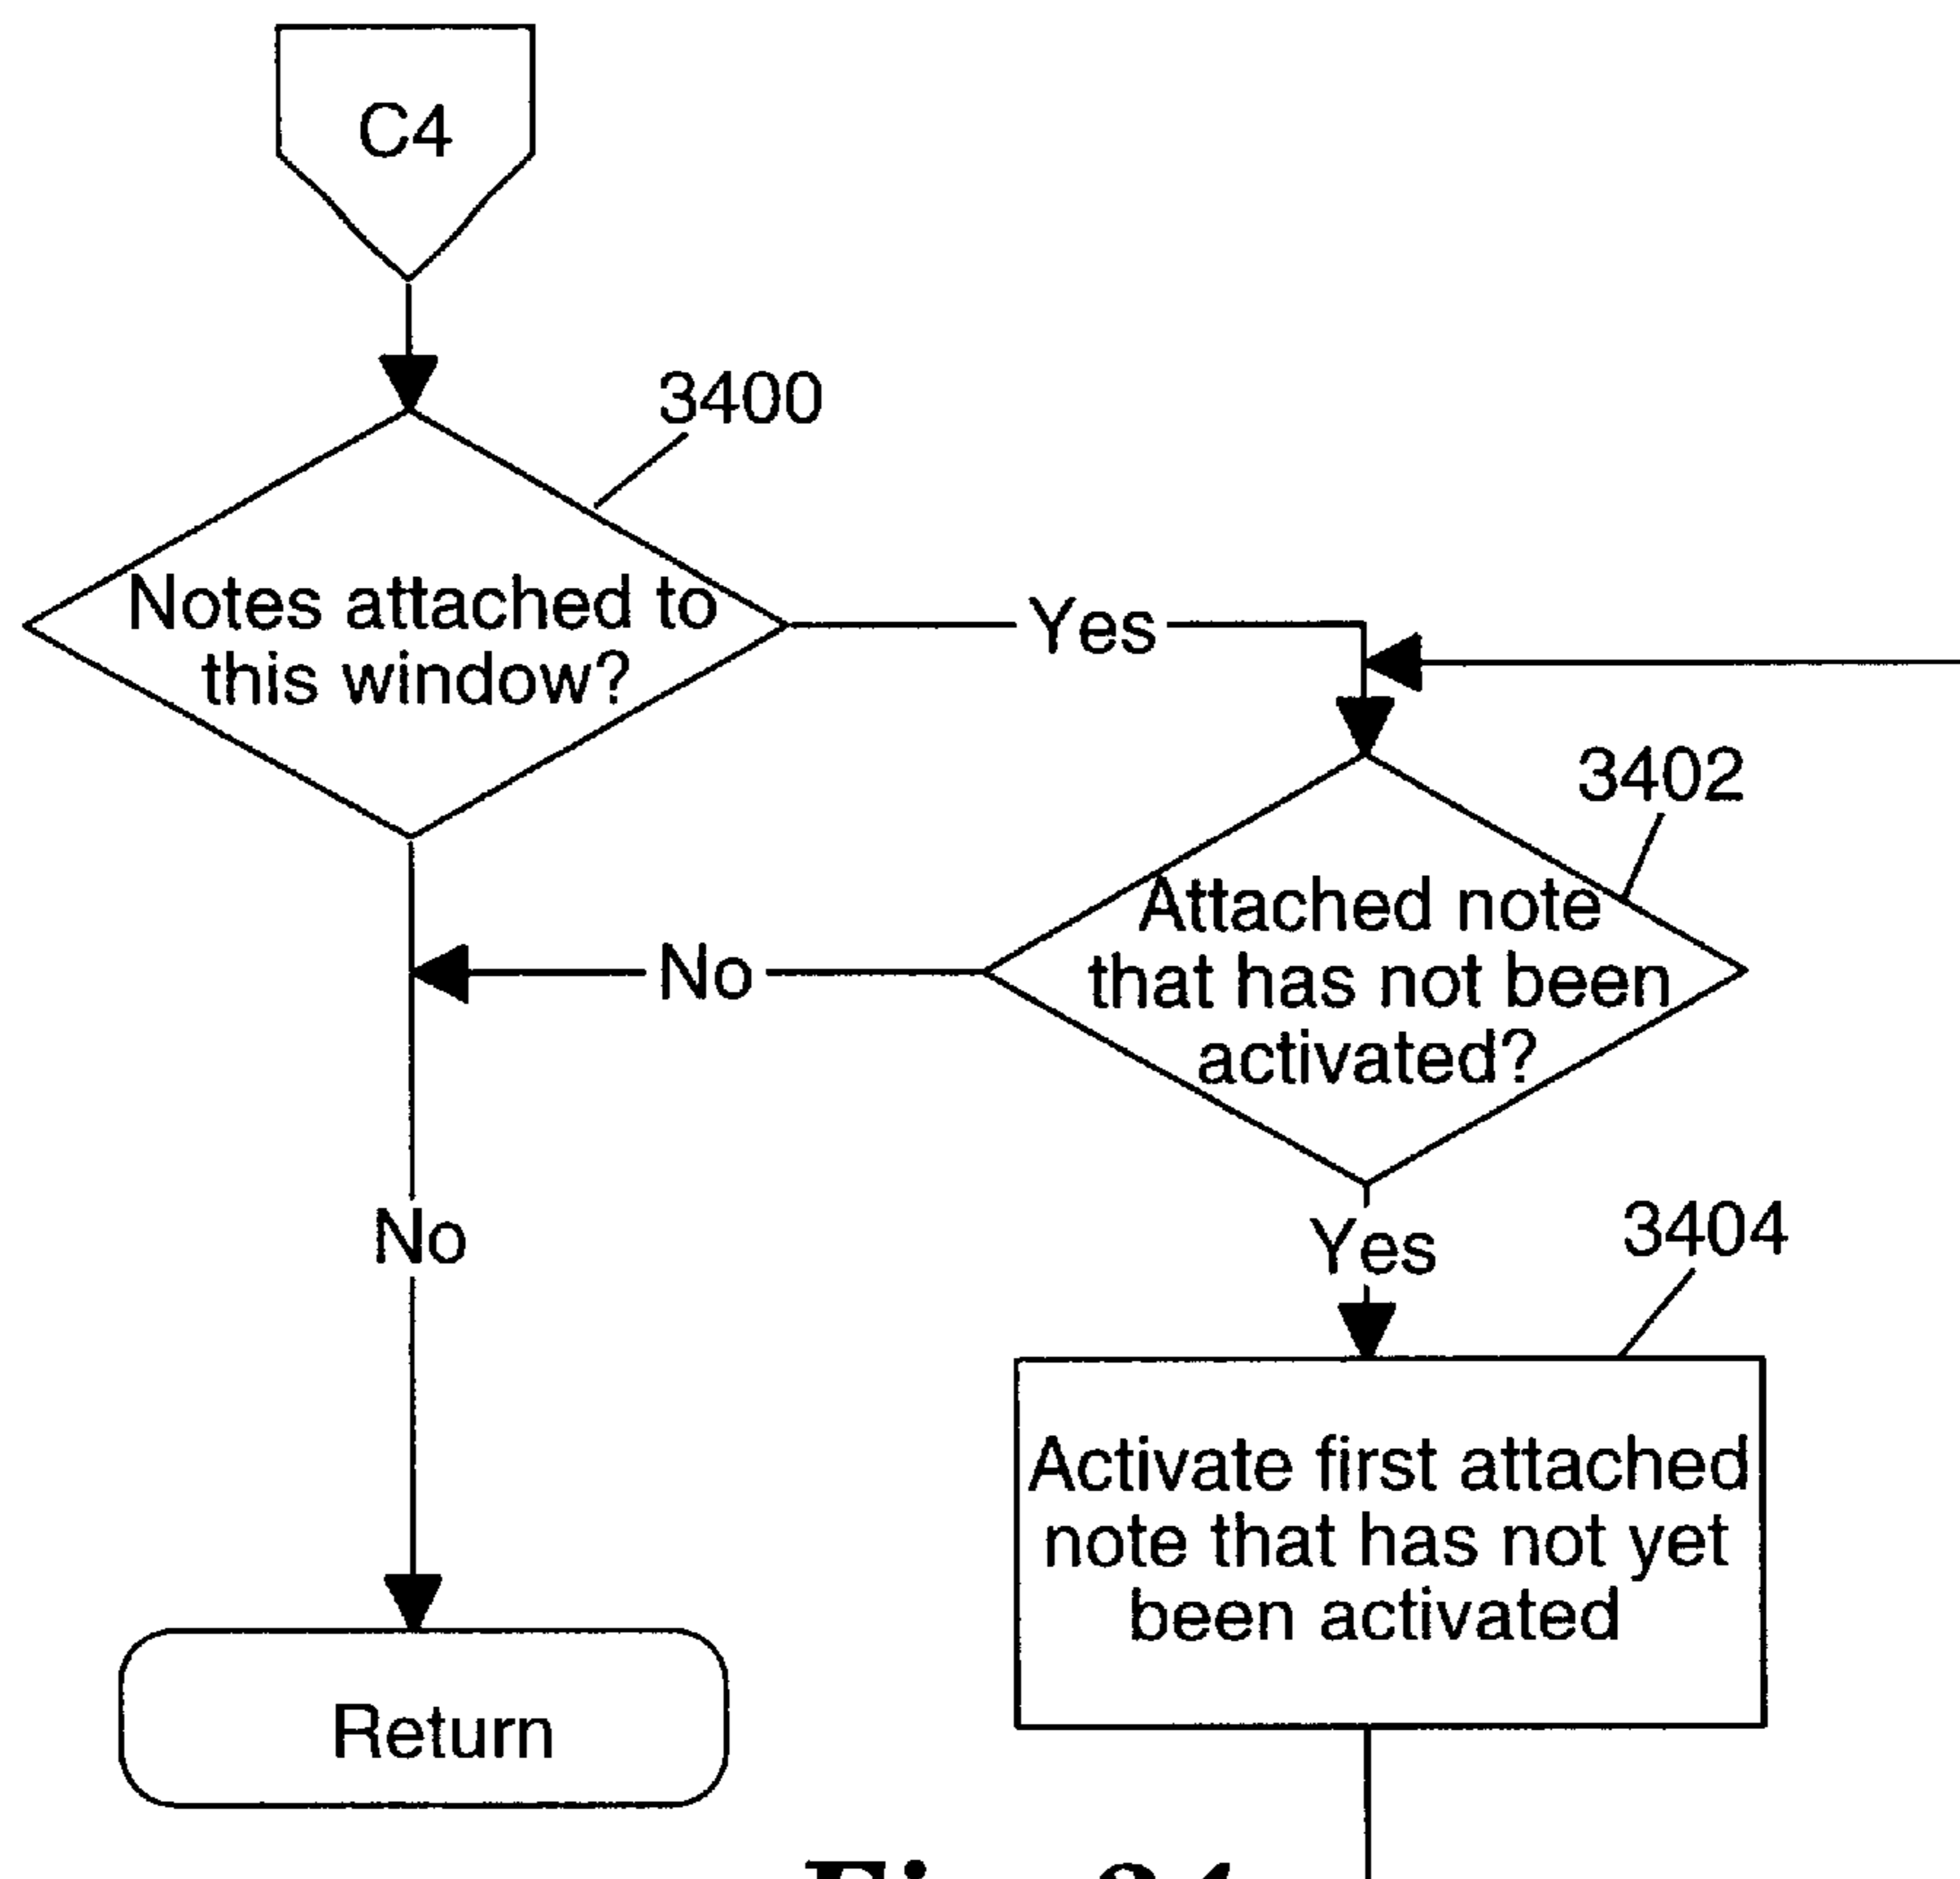 C4
3400
Notes attached to
this window?
Yes
3402
Attached note
that has not been
activated?
No
No
Yes
3404
Activate first attached
note that has not yet
been activated
Return